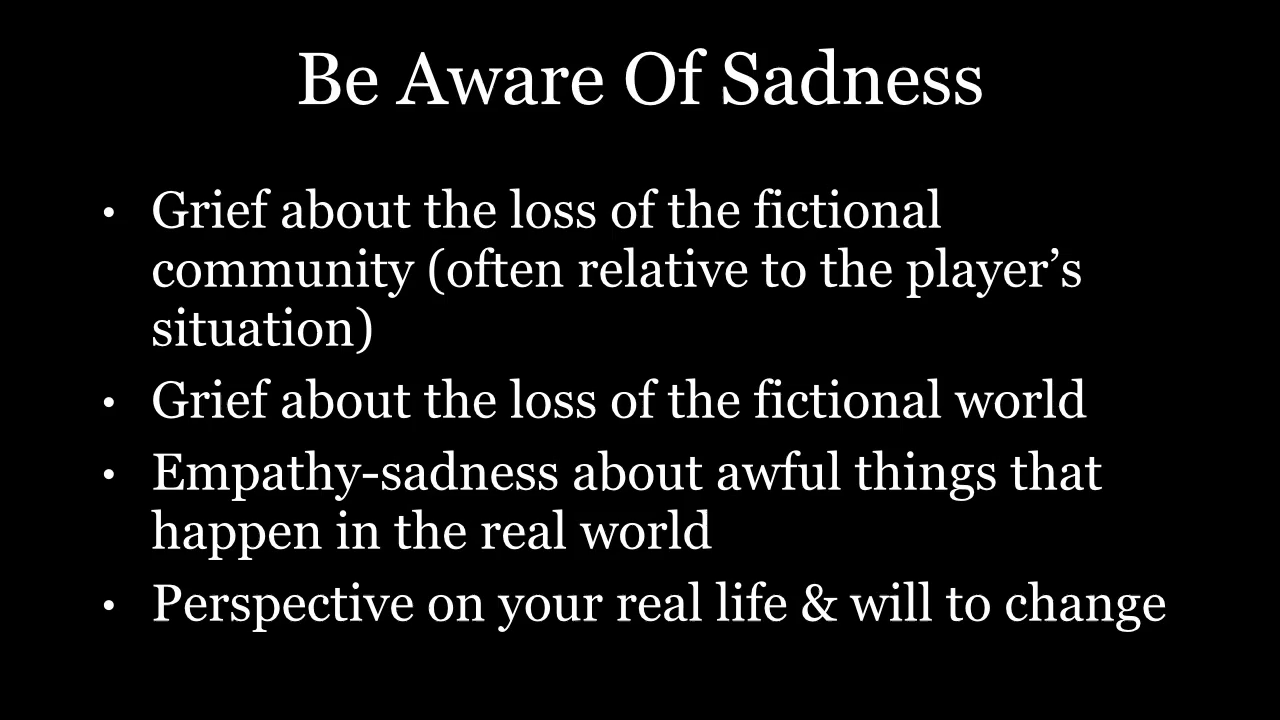 Be Aware Of Sadness
• Grief about the loss of the fictional
community (often relative to the player’s
situation)
• Grief about the loss of the fictional world
• Empathy-sadness about awful things that
happen in the real world
• Perspective on your real life & will to change